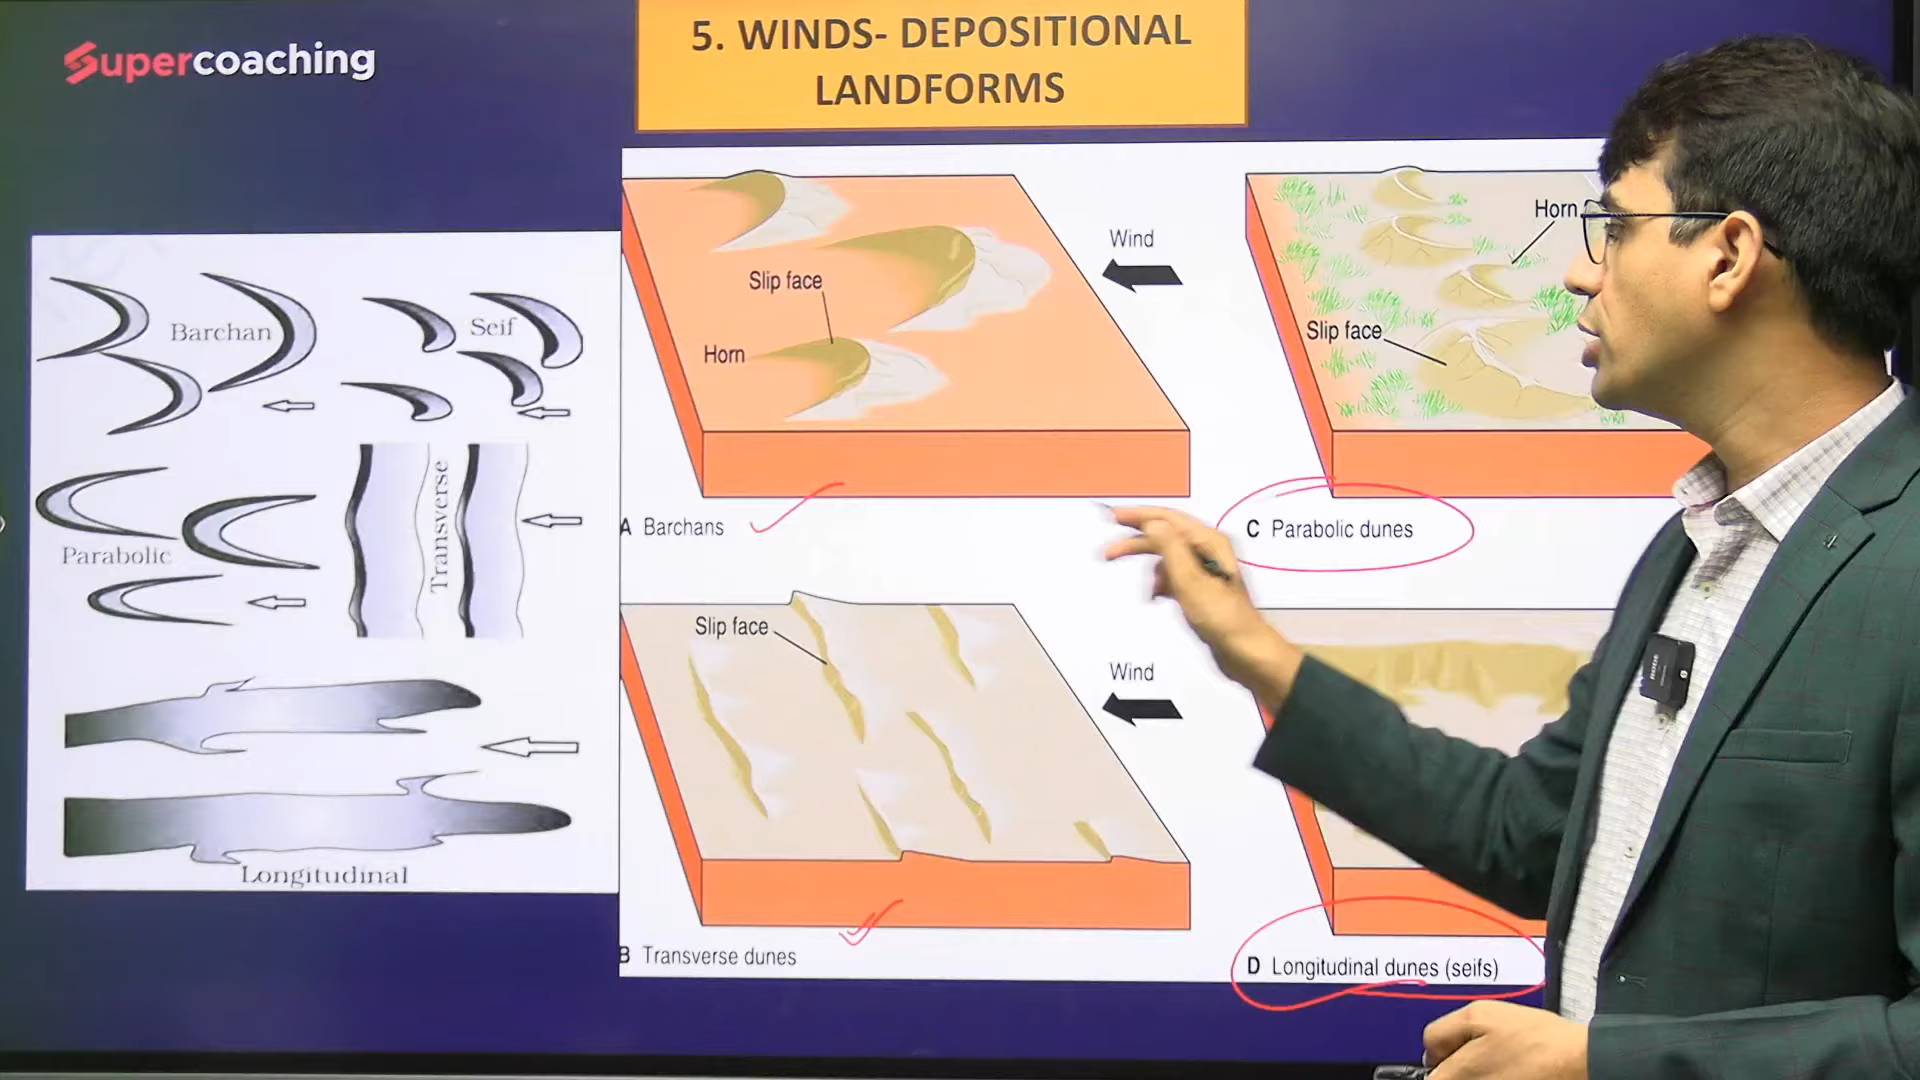 Supercoaching
5. WINDS- DEPOSITIONAL
LANDFORMS
Barchan
Seif
Parabolic
Transverse
Longitudinal
Slip face
Horn
Wind
A Barchans
Horn
Slip face
C Parabolic dunes
Slip face
Wind
B Transverse dunes
D Longitudinal dunes (seifs)